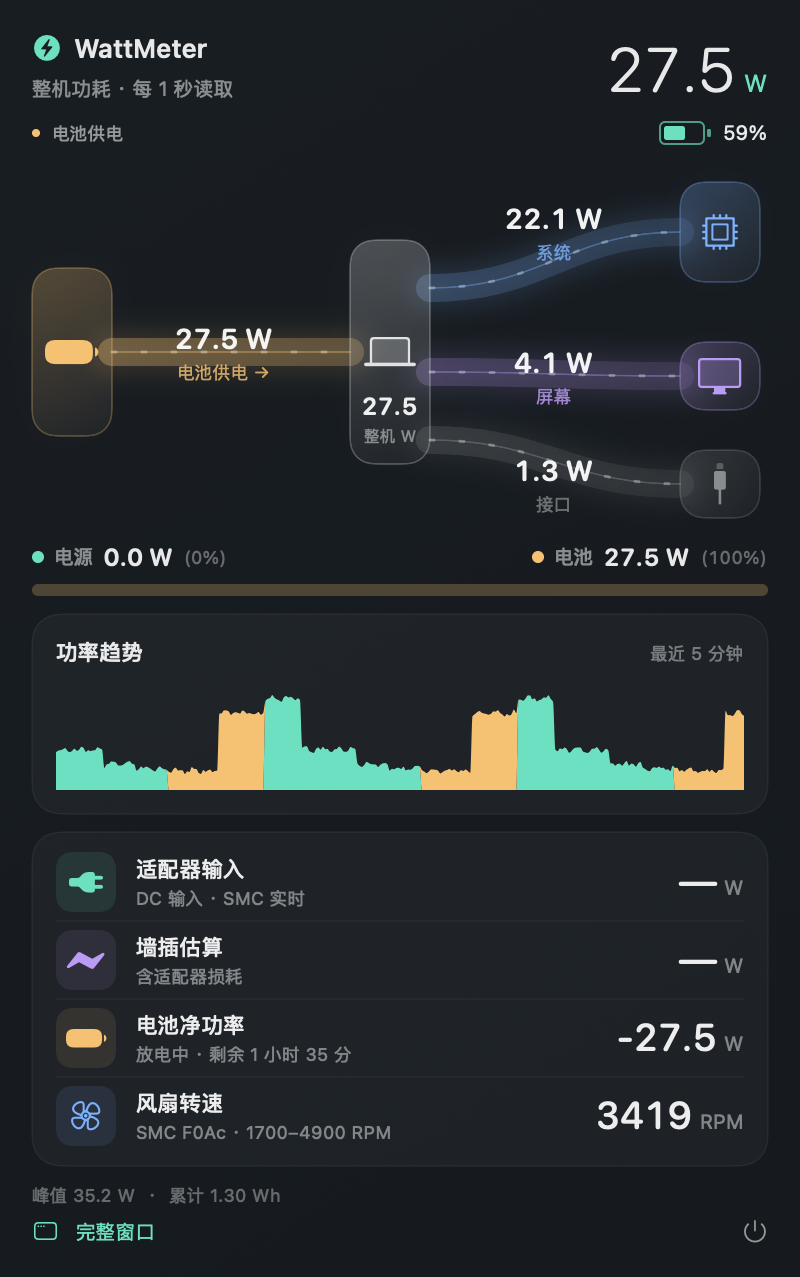 WattMeter
27.5 W
整机功耗 · 每 1 秒读取
电池供电
59%
22.1 W
系统
27.5 W
电池供电 →
27.5
整机 W
4.1 W
屏幕
1.3 W
接口
电源 0.0 W (0%)
电池 27.5 W (100%)
功率趋势
最近 5 分钟
适配器输入
DC 输入 · SMC 实时
— W
墙插估算
含适配器损耗
— W
电池净功率
放电中 · 剩余 1 小时 35 分
-27.5 W
风扇转速
SMC F0Ac · 1700–4900 RPM
3419 RPM
峰值 35.2 W · 累计 1.30 Wh
完整窗口